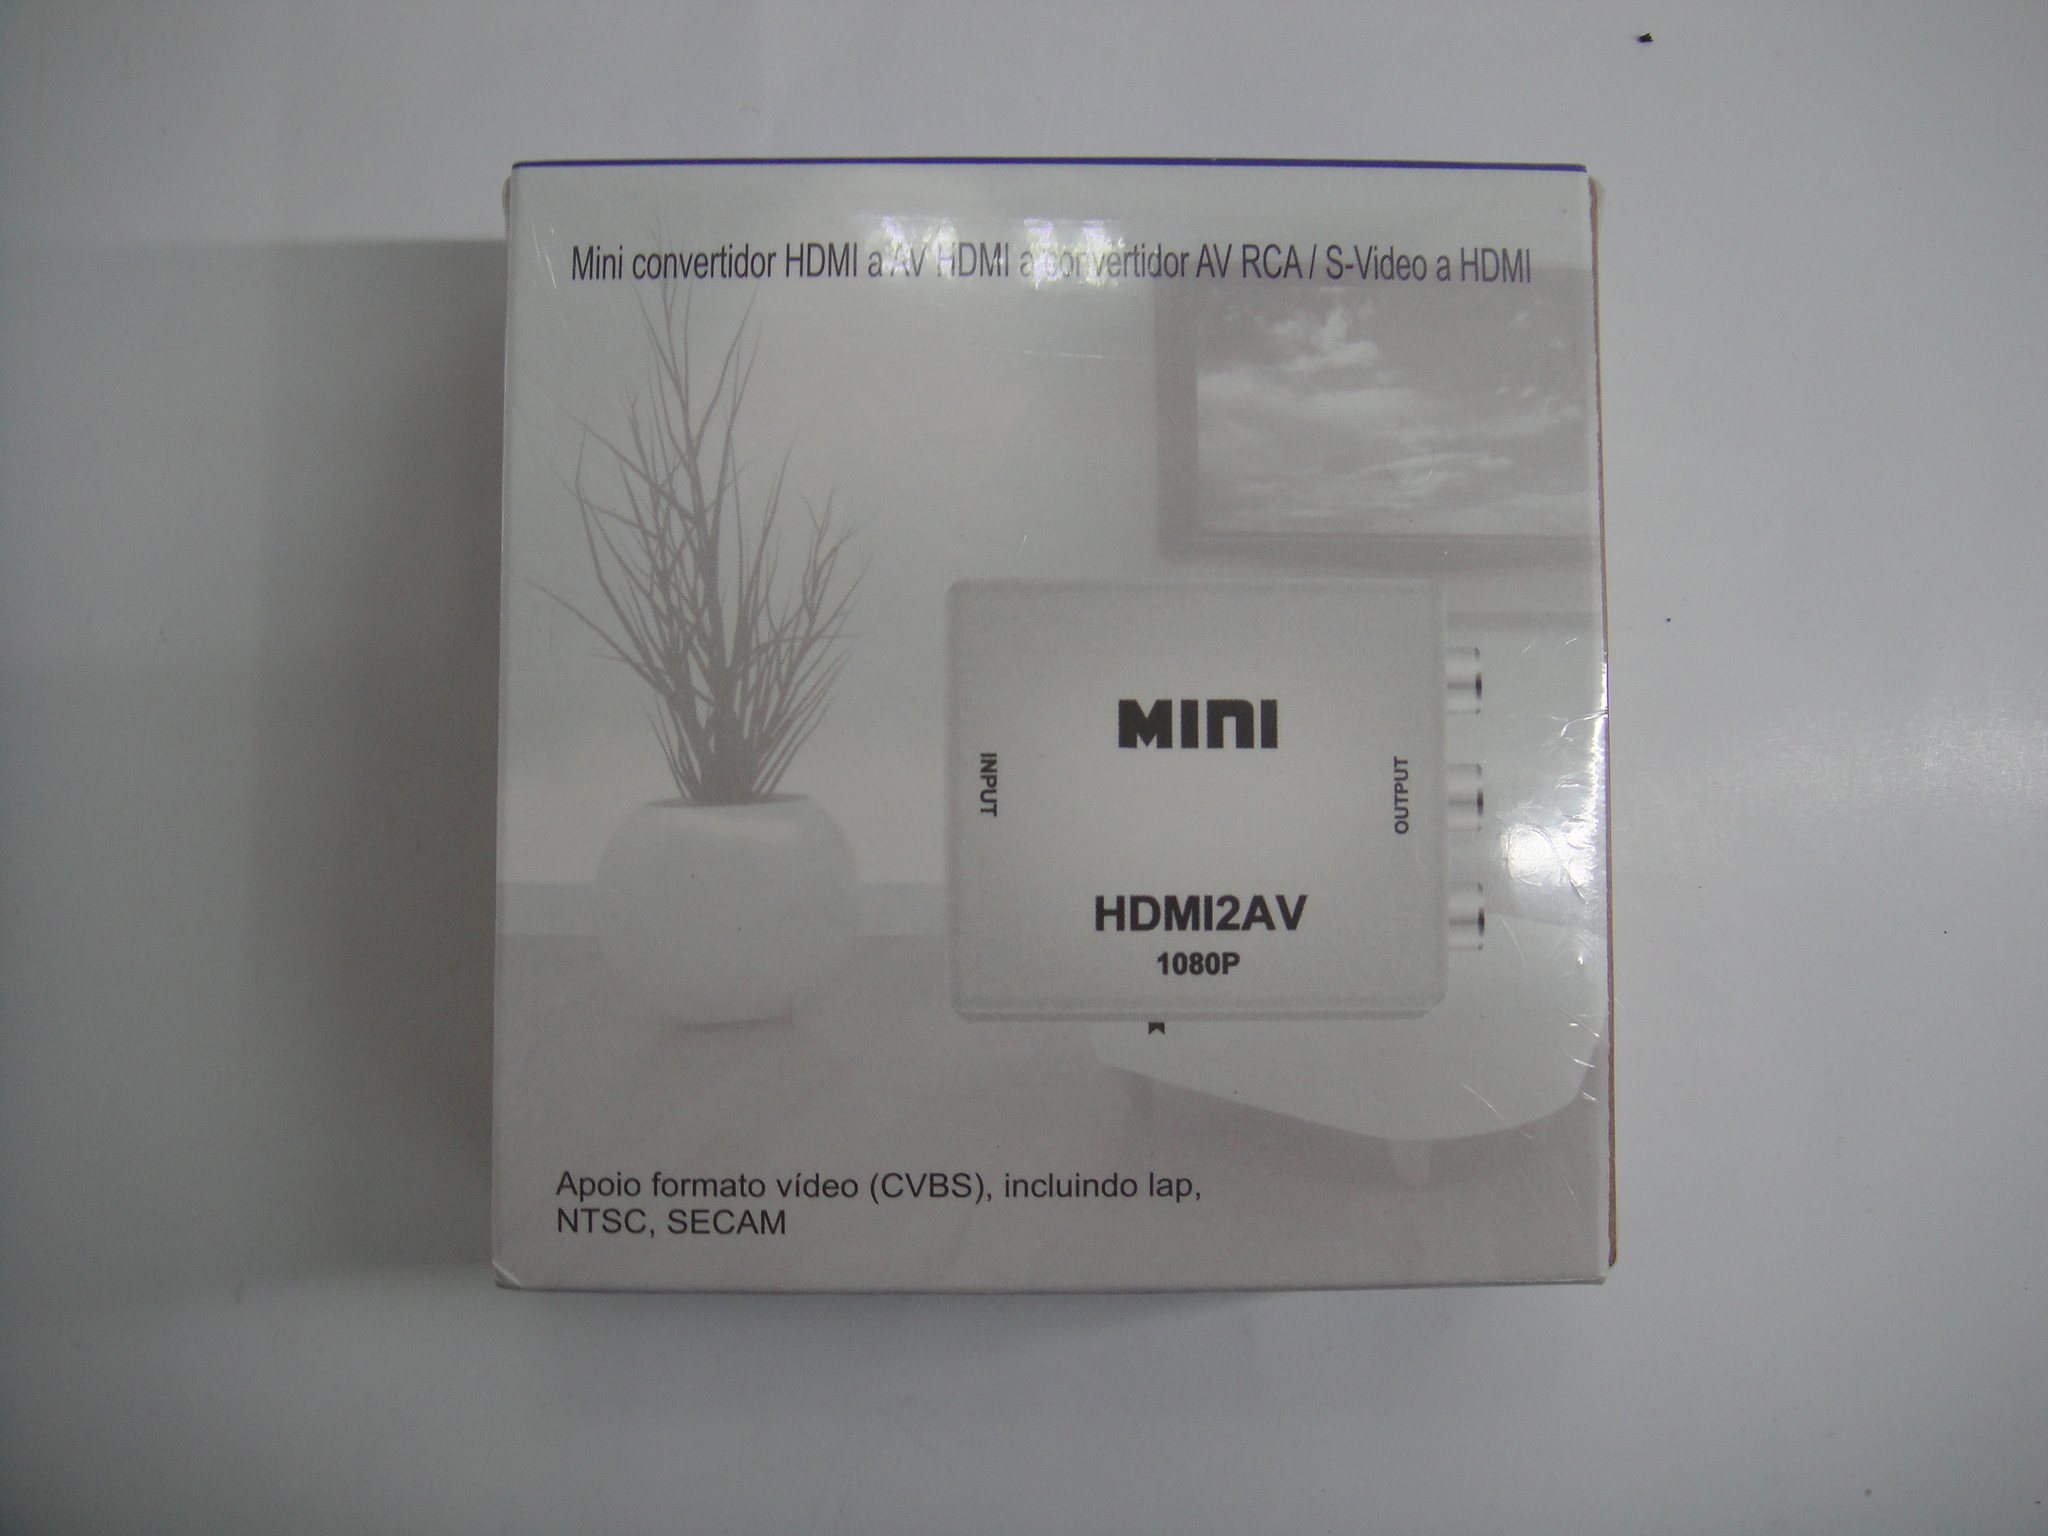 Mini convertidor HDMI a AV HDMI a convertidor AV RCA / S-Video a HDMI
MINI
INPUT
OUTPUT
HDMI2AV
1080P
Apoio formato vídeo (CVBS), incluindo lap,
NTSC, SECAM